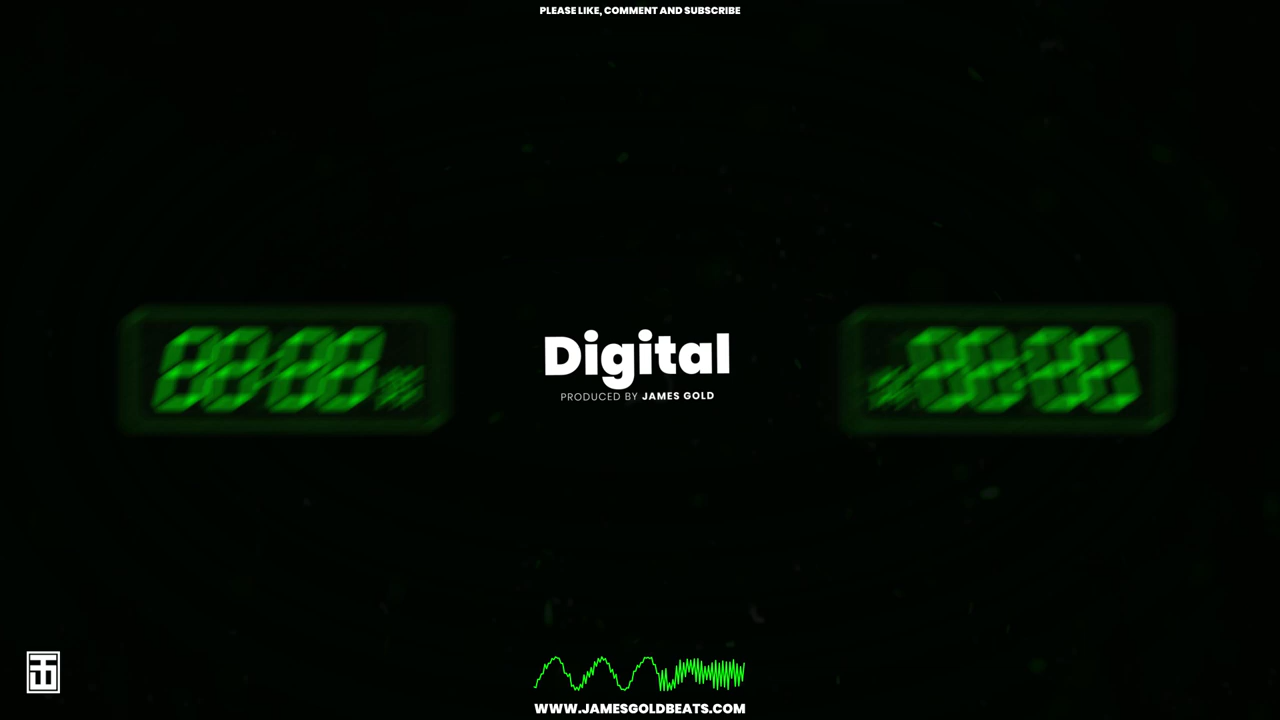 PLEASE LIKE, COMMENT AND SUBSCRIBE
Digital
PRODUCED BY JAMES GOLD
WWW.JAMESGOLDBEATS.COM